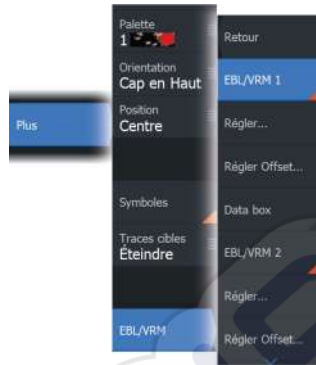 Plus
Palette
1
Orientation
Cap en Haut
Position
Centre
Symboles
Traces cibles
Éteindre
EBL/VRM
Retour
EBL/VRM 1
Régler...
Régler Offset...
Data box
EBL/VRM 2
Régler...
Régler Offset...